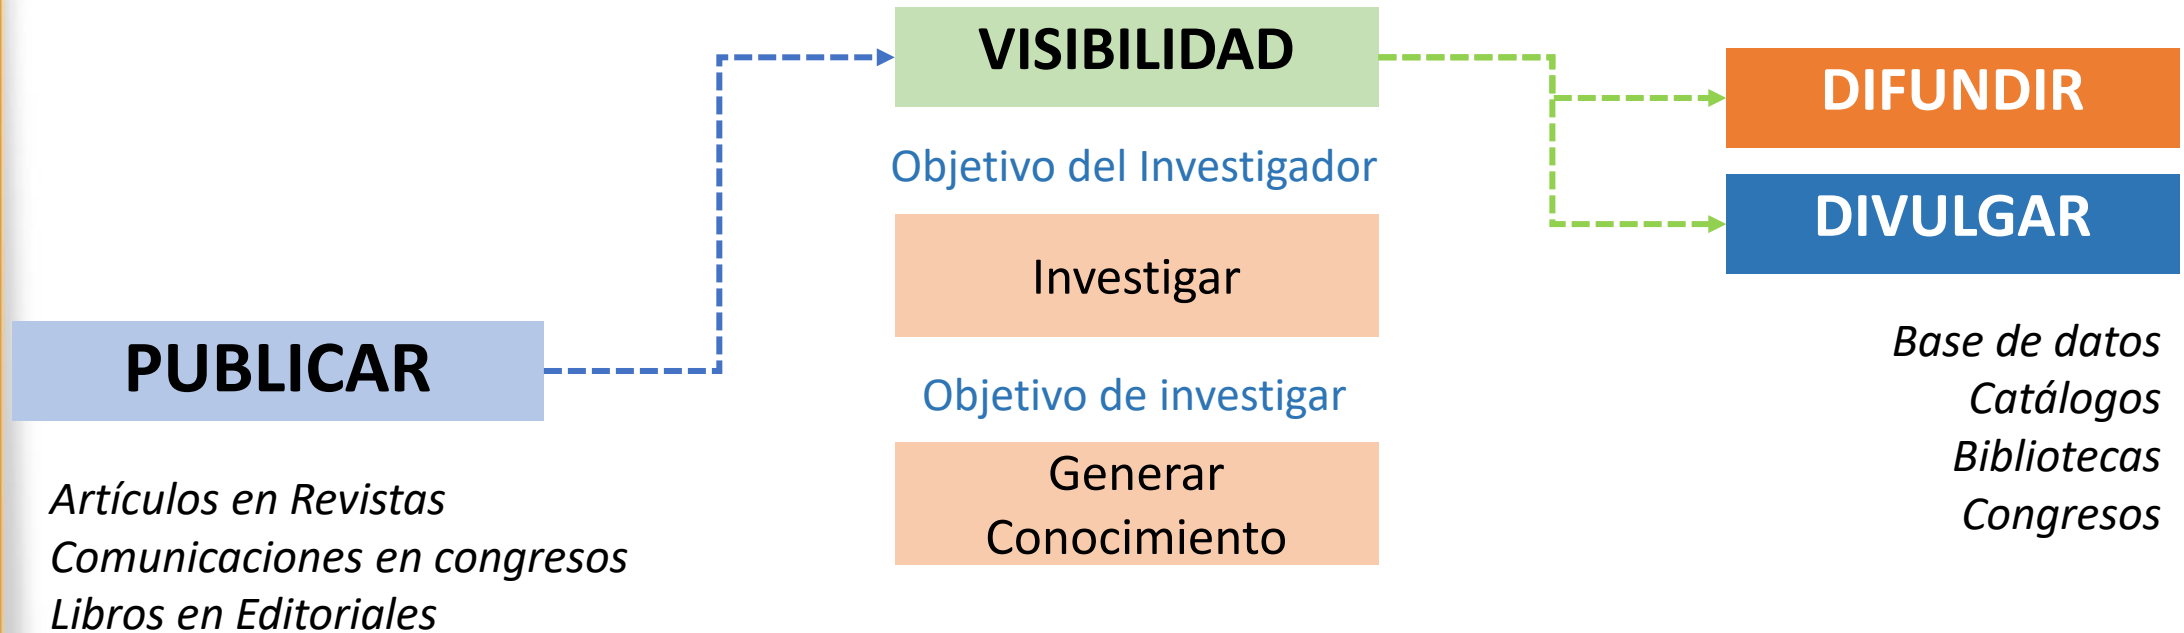 PUBLICAR
Artículos en Revistas
Comunicaciones en congresos
Libros en Editoriales
VISIBILIDAD
Objetivo del Investigador
Investigar
Objetivo de investigar
Generar
Conocimiento
DIFUNDIR
DIVULGAR
Base de datos
Catálogos
Bibliotecas
Congresos